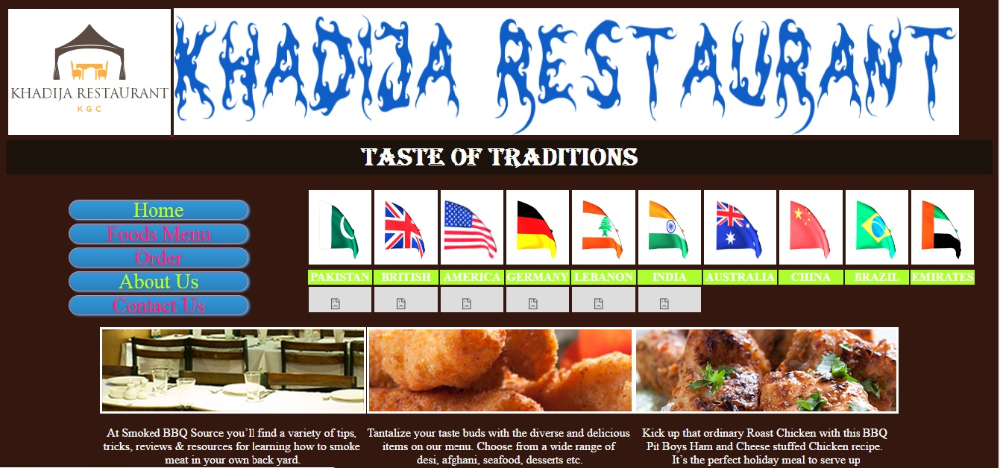 KHADIJA RESTAURANT
KGC
KHADIJA RESTAURANT
TASTE OF TRADITIONS
Home
Foods Menu
Order
About Us
Contact Us
PAKISTAN BRITISH AMERICA GERMANY LEBANON INDIA AUSTRALIA CHINA BRAZIL EMIRATES
At Smoked BBQ Source you’ll find a variety of tips,
tricks, reviews & resources for learning how to smoke
meat in your own back yard.
Tantalize your taste buds with the diverse and delicious
items on our menu. Choose from a wide range of
desi, afghani, seafood, desserts etc.
Kick up that ordinary Roast Chicken with this BBQ
Pit Boys Ham and Cheese stuffed Chicken recipe.
It’s the perfect holiday meal to serve up